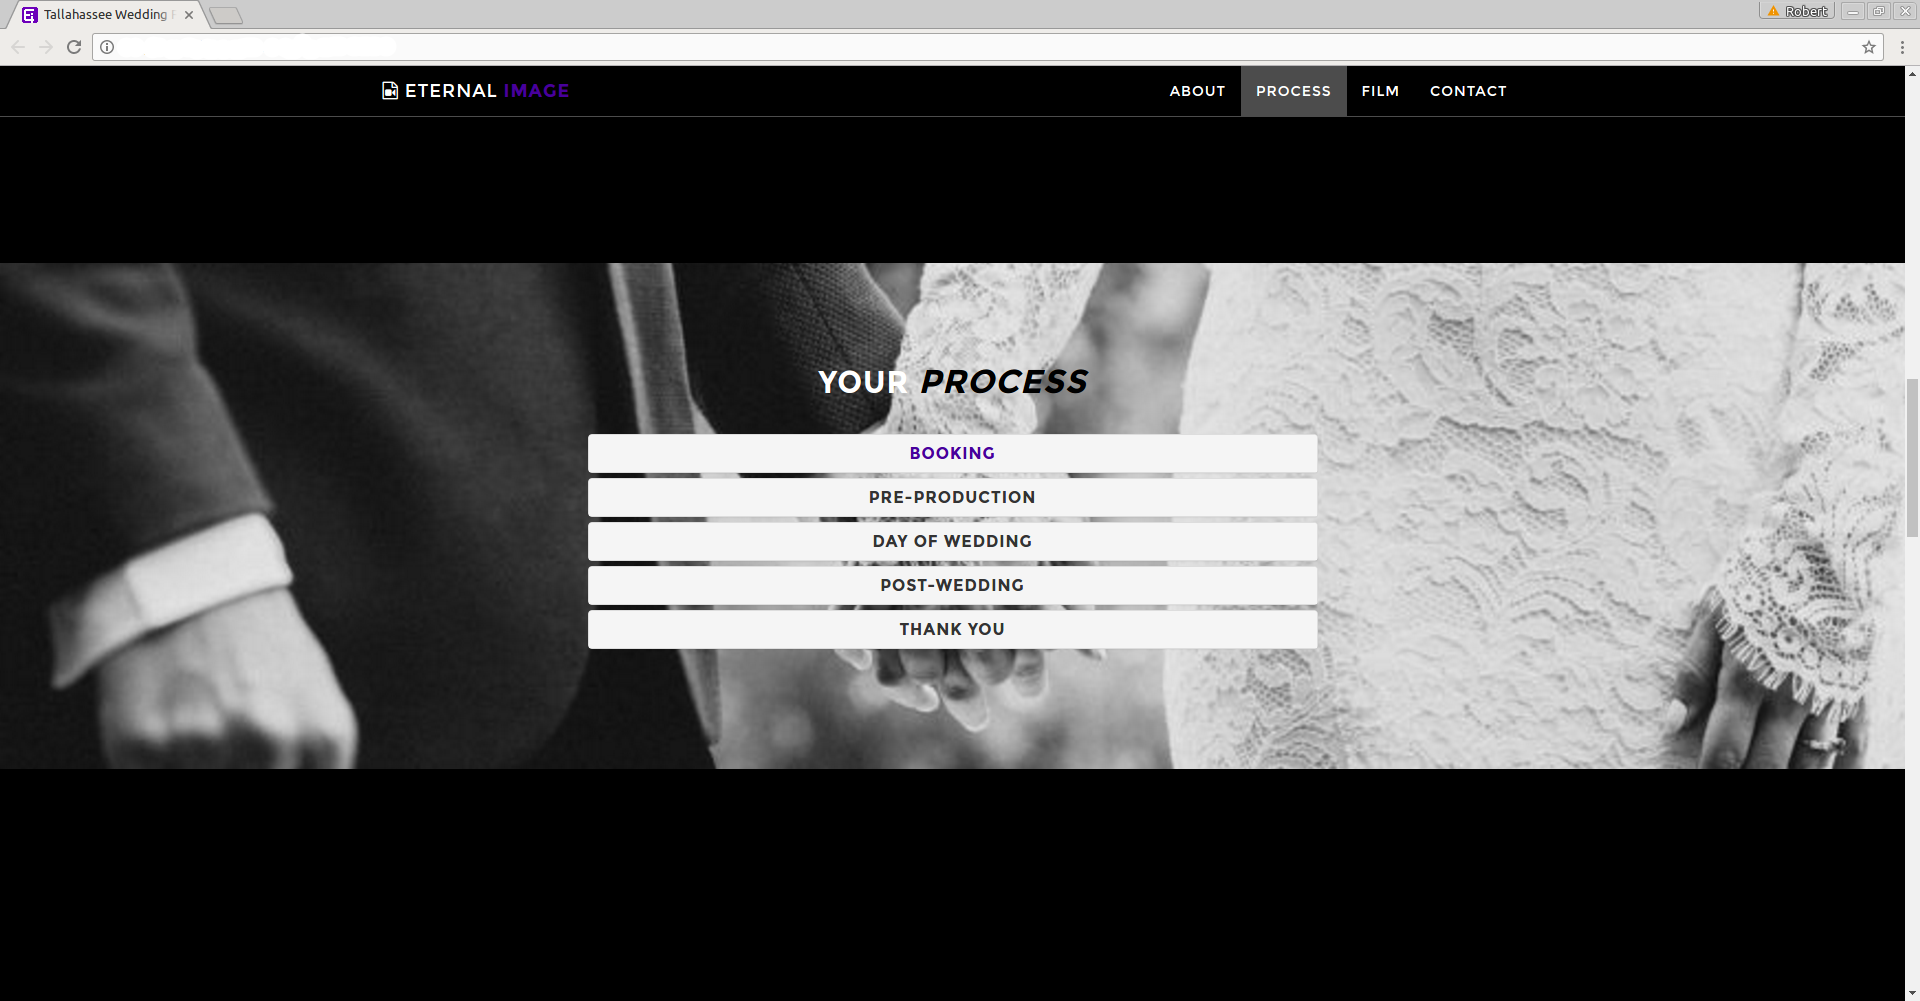 Tallahassee Wedding
Robert
ETERNAL IMAGE
ABOUT
PROCESS
FILM
CONTACT
YOUR PROCESS
BOOKING
PRE-PRODUCTION
DAY OF WEDDING
POST-WEDDING
THANK YOU